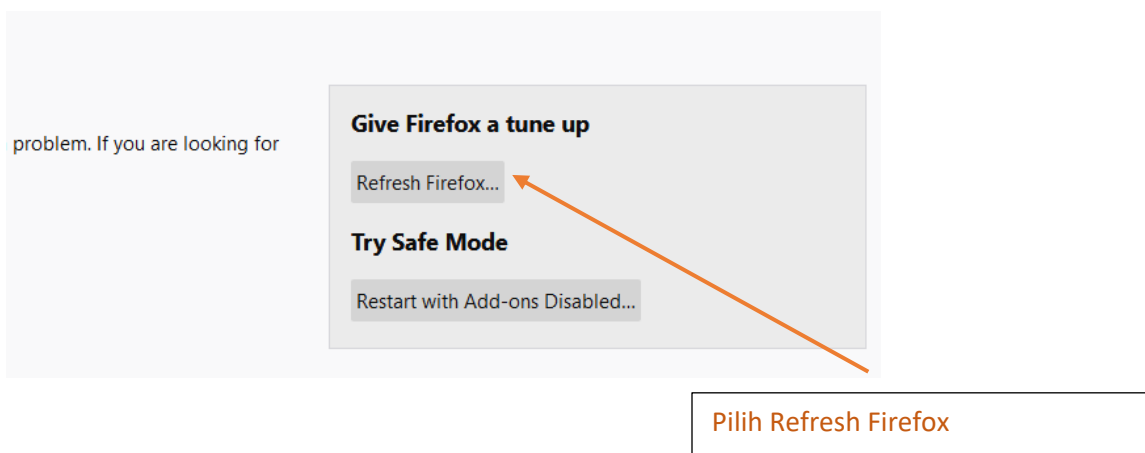 problem. If you are looking for
Give Firefox a tune up
Refresh Firefox...
Try Safe Mode
Restart with Add-ons Disabled...
Pilih Refresh Firefox